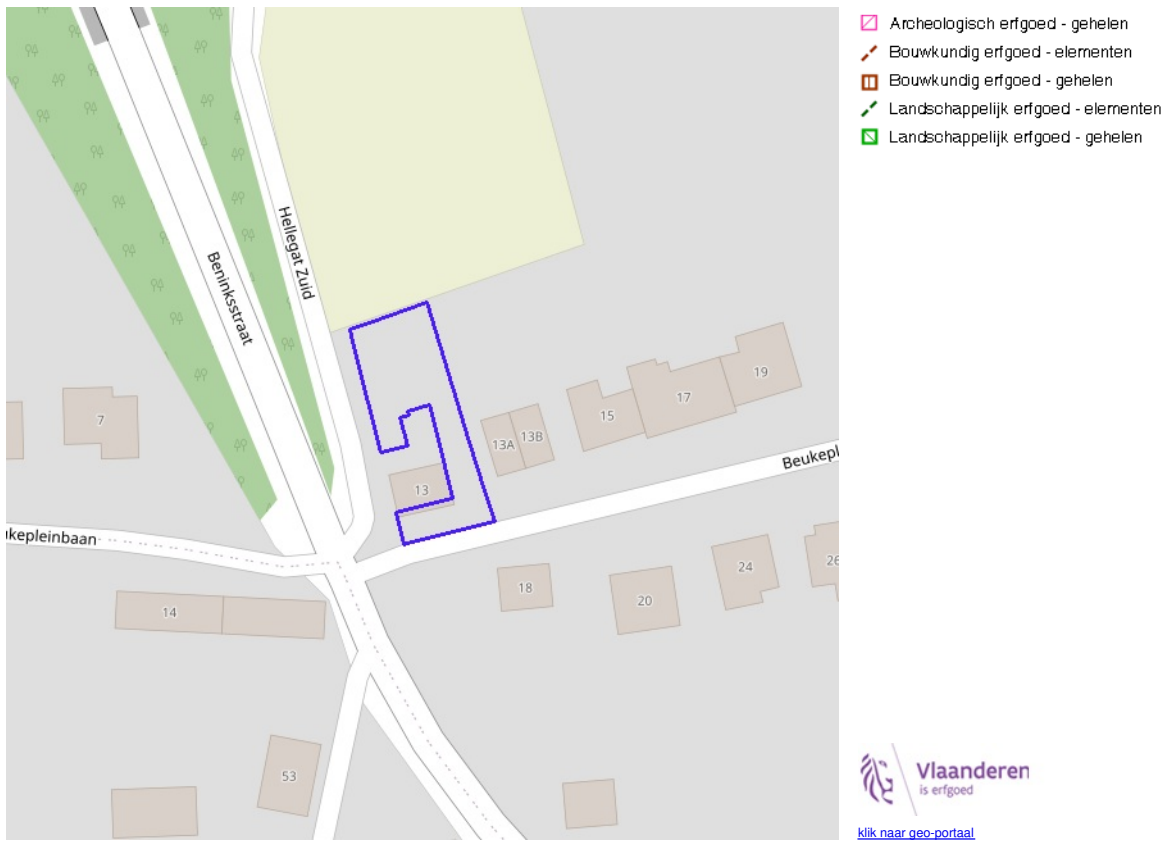 Archeologisch erfgoed - gehelen
Bouwkundig erfgoed - elementen
Bouwkundig erfgoed - gehelen
Landschappelijk erfgoed - elementen
Landschappelijk erfgoed - gehelen
Hellegat Zuid
Beninksstraat
7
19
17
15
13A
13B
13
Beukepl
ıkepleinbaan
18
20
24
26
14
53
Vlaanderen
is erfgoed
klik naar geo-portaal